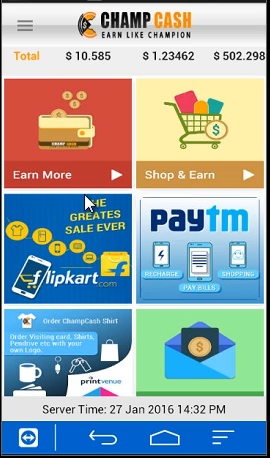 CHAMP CASH
EARN LIKE CHAMPION
Total $ 10.585 $ 1.23462 $ 502.298
Earn More
Shop & Earn
THE
GREATES
SALE EVER
flipkart.com
Paytm
RECHARGE
SHOPPING
PAY BILLS
Order ChampCash Shirt
Order Visiting card, Shirts,
Pendrive etc with your
own Logo.
printvenue
Server Time: 27 Jan 2016 14:32 PM